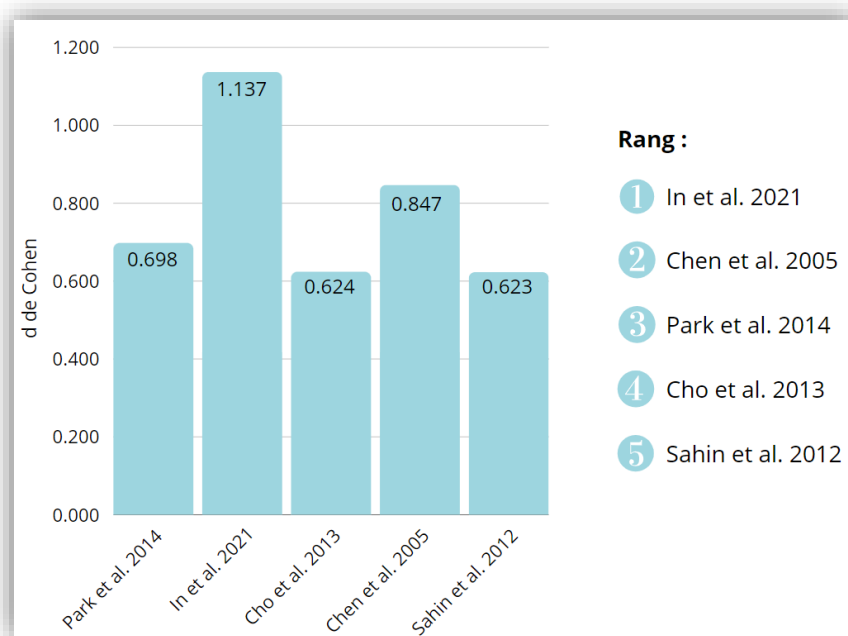 1.200
1.000
0.800
0.600
0.400
0.200
0.000
d de Cohen
0.698
1.137
0.624
0.847
0.623
Park et al. 2014
In et al. 2021
Cho et al. 2013
Chen et al. 2005
Sahin et al. 2012
Rang :
1 In et al. 2021
2 Chen et al. 2005
3 Park et al. 2014
4 Cho et al. 2013
5 Sahin et al. 2012